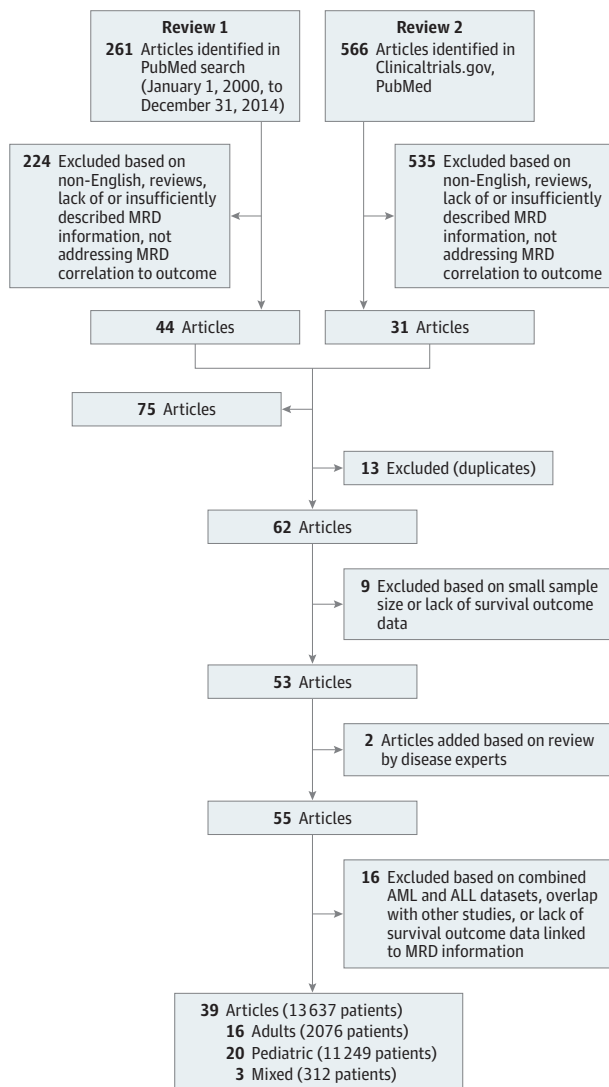 Review 1
261 Articles identified in
PubMed search
(January 1, 2000, to
December 31, 2014)
Review 2
566 Articles identified in
Clinicaltrials.gov,
PubMed
224 Excluded based on
non-English, reviews,
lack of or insufficiently
described MRD
information, not
addressing MRD
correlation to outcome
535 Excluded based on
non-English, reviews,
lack of or insufficiently
described MRD
information, not
addressing MRD
correlation to outcome
44 Articles
31 Articles
75 Articles
13 Excluded (duplicates)
62 Articles
9 Excluded based on small sample
size or lack of survival outcome
data
53 Articles
2 Articles added based on review
by disease experts
55 Articles
16 Excluded based on combined
AML and ALL datasets, overlap
with other studies, or lack of
survival outcome data linked
to MRD information
39 Articles (13 637 patients)
16 Adults (2076 patients)
20 Pediatric (11 249 patients)
3 Mixed (312 patients)